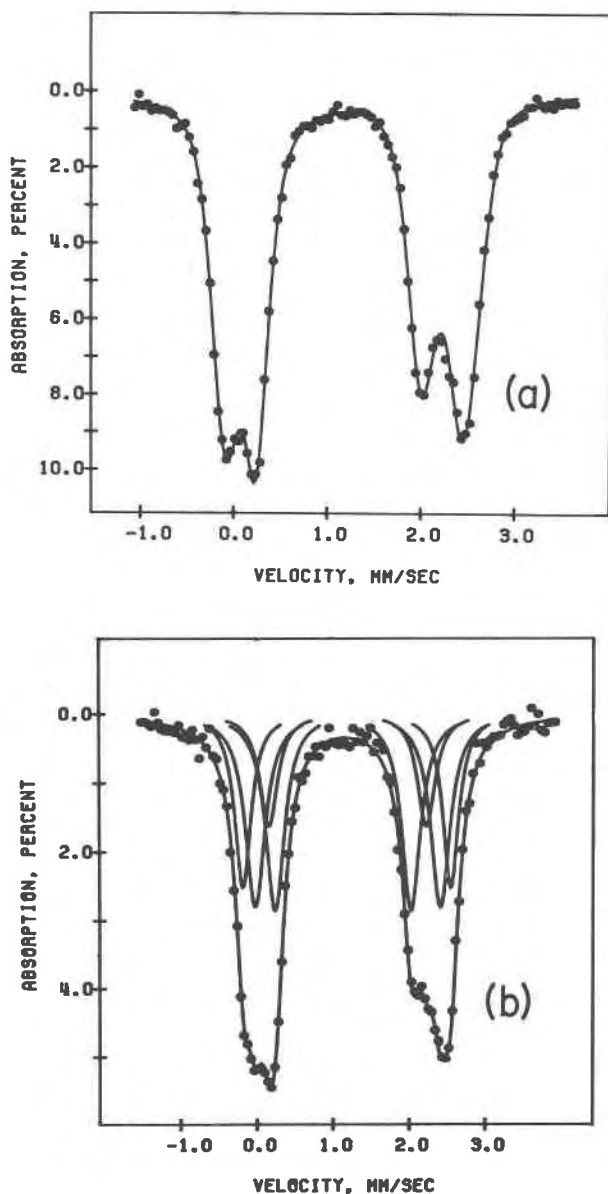 0.0
2.0
4.0
6.0
8.0
10.0
ABSORPTION, PERCENT
(a)
-1.0 0.0 1.0 2.0 3.0
VELOCITY, MM/SEC
0.0
2.0
4.0
ABSORPTION, PERCENT
(b)
-1.0 0.0 1.0 2.0 3.0
VELOCITY, MM/SEC